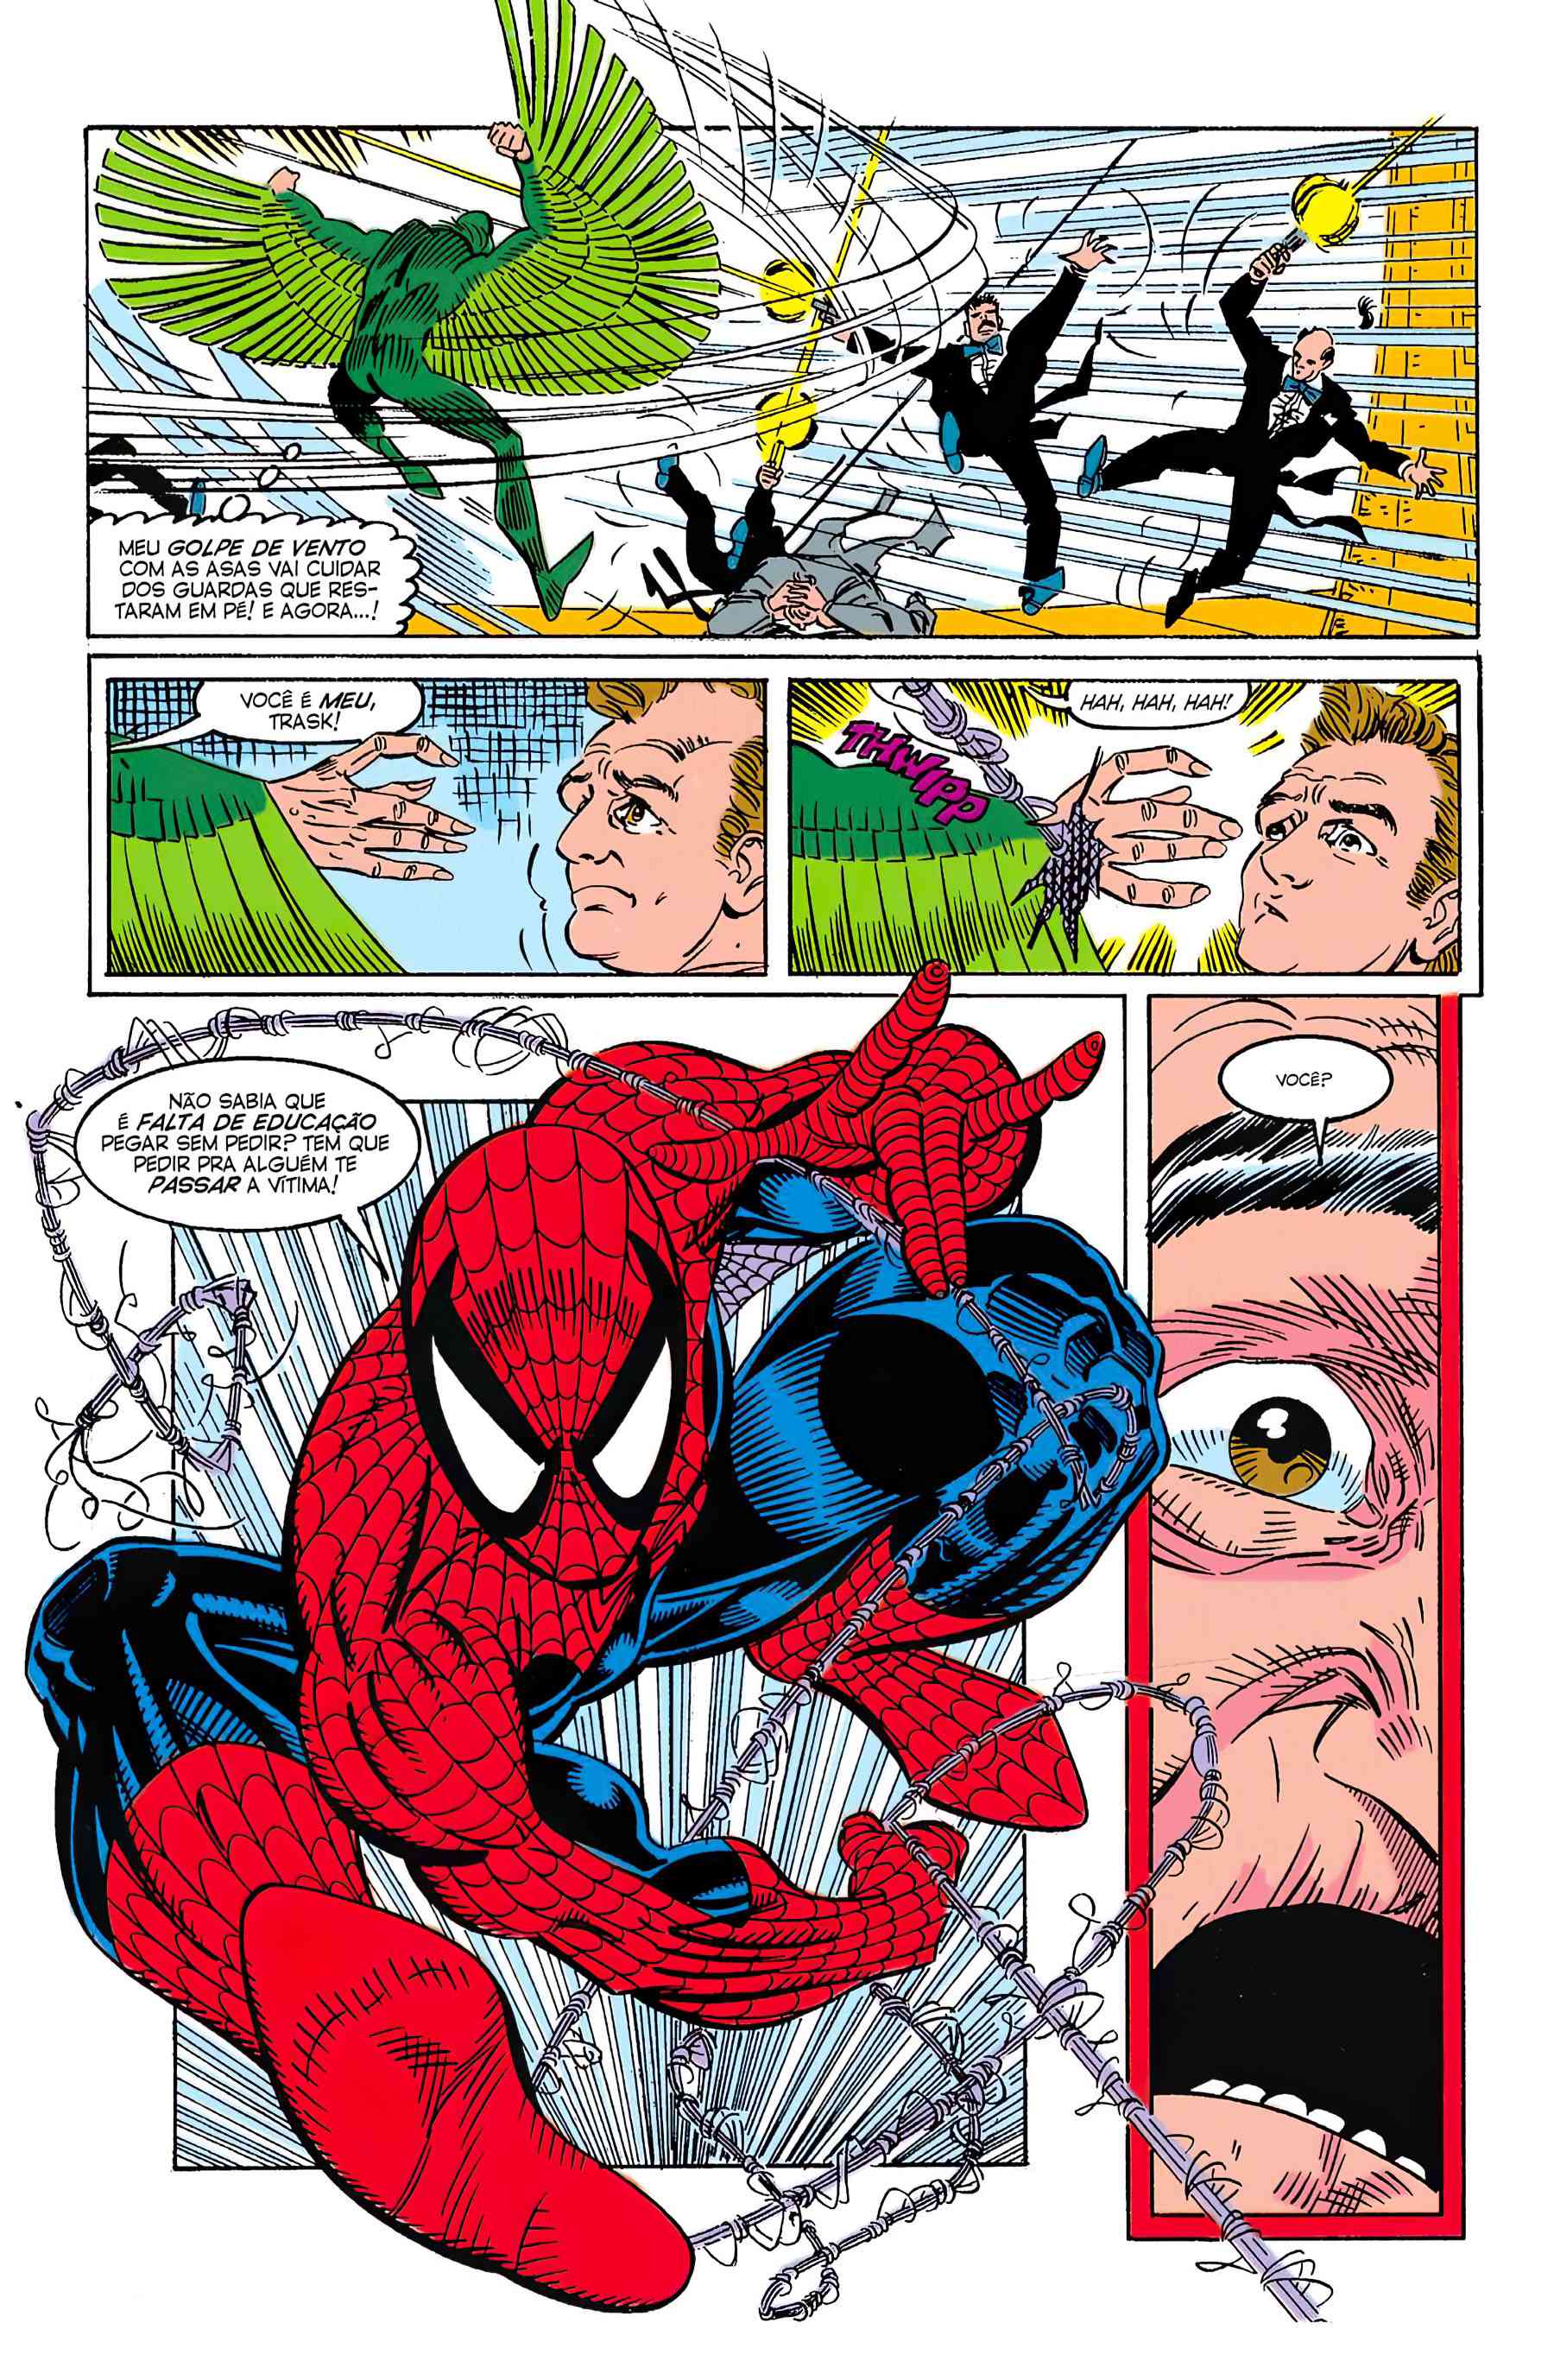 MEU GOLPE DE VENTO
COM AS ASAS VAI CUIDAR
DOS GUARDAS QUE RES-
TARAM EM PÉ! E AGORA...!
VOCÊ É MEU,
TRASK!
HAH, HAH, HAH!
THWIPP
NÃO SABIA QUE
É FALTA DE EDUCAÇÃO
PEGAR SEM PEDIR? TEM QUE
PEDIR PRA ALGUÉM TE
PASSAR A VÍTIMA!
VOCÊ?